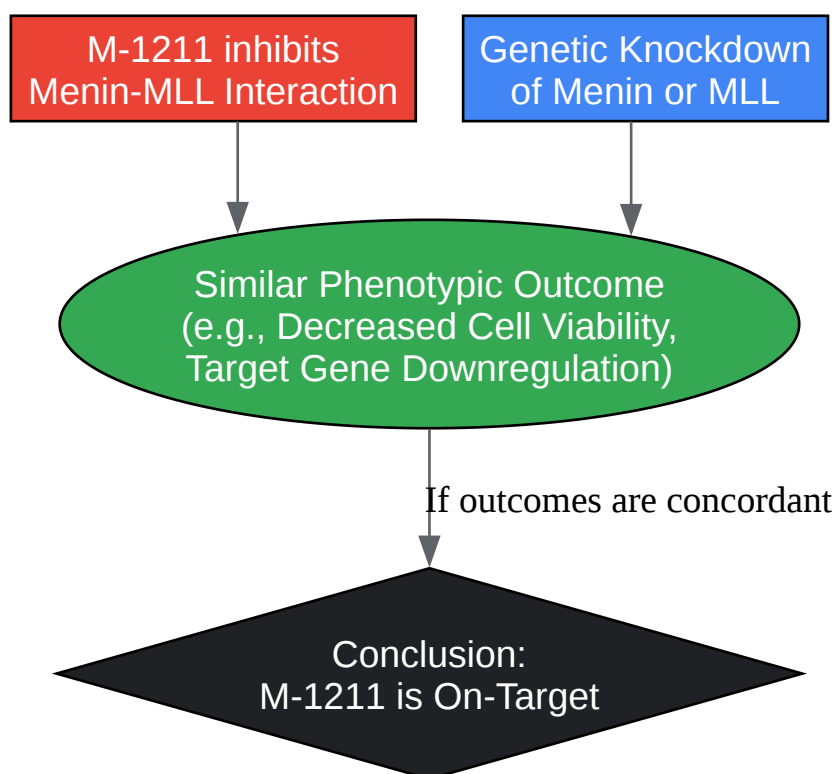 M-1211 inhibits
Menin-MLL Interaction
Genetic Knockdown
of Menin or MLL
Similar Phenotypic Outcome
(e.g., Decreased Cell Viability,
Target Gene Downregulation)
If outcomes are concordant
Conclusion:
M-1211 is On-Target